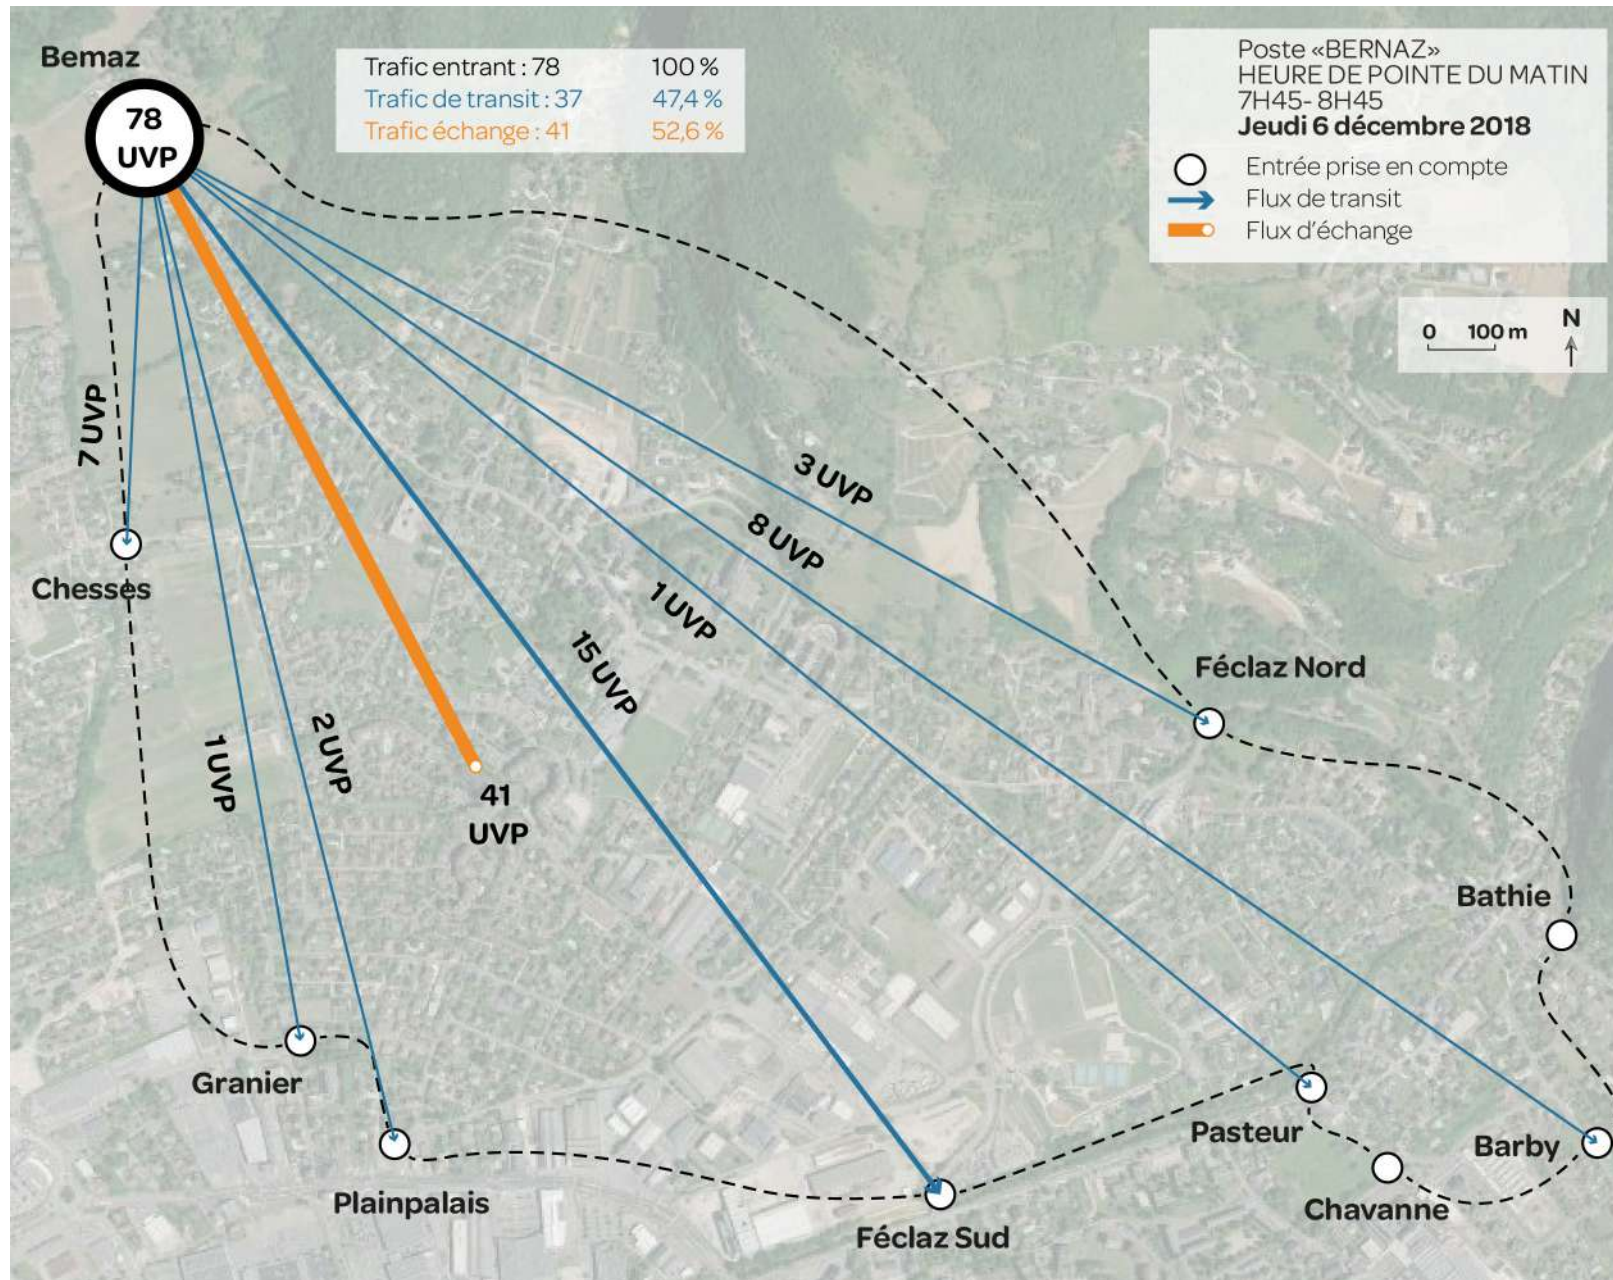 Bemaz
78
UVP
Trafic entrant : 78 100 %
Trafic de transit : 37 47,4 %
Trafic échange : 41 52,6 %
Poste «BERNAZ»
HEURE DE POINTE DU MATIN
7H45- 8H45
Jeudi 6 décembre 2018
Entrée prise en compte
Flux de transit
Flux d'échange
0 100 m N
7 UVP
3 UVP
8 UVP
1 UVP
15 UVP
Chesses
Féclaz Nord
1 UVP
2 UVP
41
UVP
Bathie
Granier
Plainpalais
Féclaz Sud
Pasteur
Barby
Chavanne